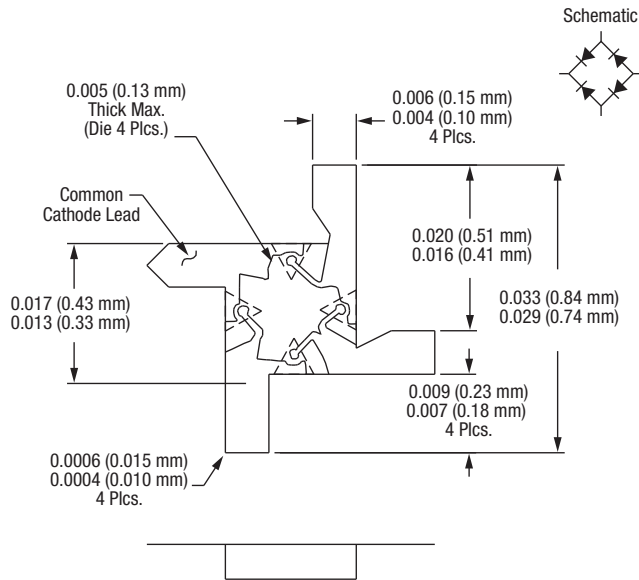 Schematic
0.005 (0.13 mm)
Thick Max.
(Die 4 Plcs.)
0.006 (0.15 mm)
0.004 (0.10 mm)
4 Plcs.
Common
Cathode Lead
0.020 (0.51 mm)
0.016 (0.41 mm)
0.017 (0.43 mm)
0.013 (0.33 mm)
0.033 (0.84 mm)
0.029 (0.74 mm)
0.009 (0.23 mm)
0.007 (0.18 mm)
4 Plcs.
0.0006 (0.015 mm)
0.0004 (0.010 mm)
4 Plcs.